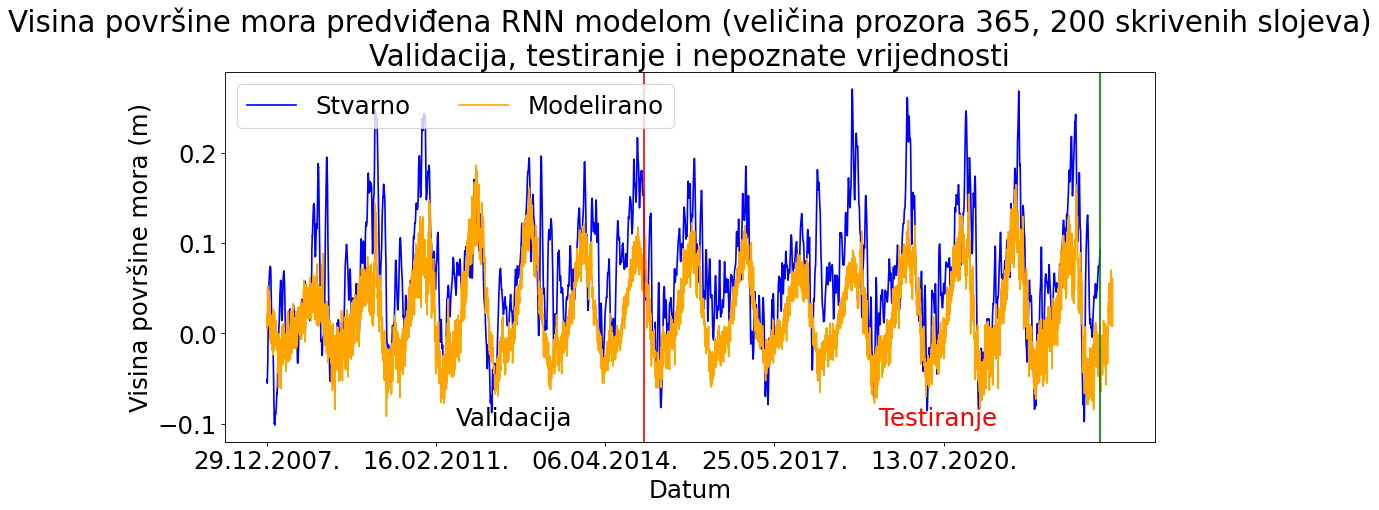 Visina površine mora predviđena RNN modelom (veličina prozora 365, 200 skrivenih slojeva)
Validacija, testiranje i nepoznate vrijednosti
Stvarno
Modelirano
Visina površine mora (m)
0.2
0.1
0.0
−0.1
Validacija
Testiranje
29.12.2007.
16.02.2011.
06.04.2014.
25.05.2017.
13.07.2020.
Datum